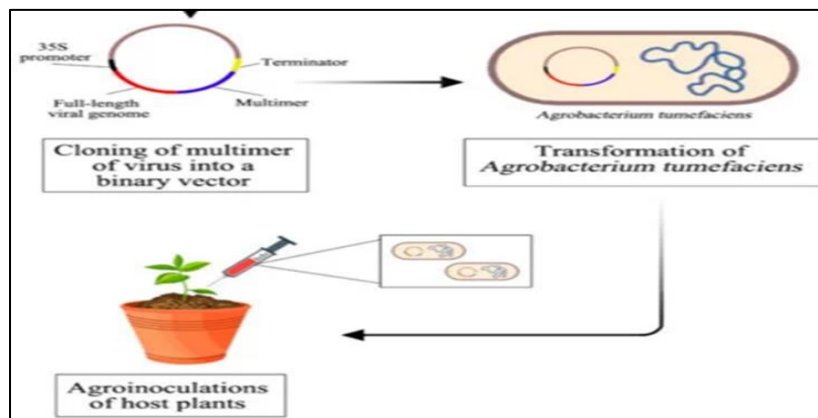 35S
promoter
Terminator
Full-length
viral genome
Multimer
Cloning of multimer
of virus into a
binary vector
Agrobacterium tumefaciens
Transformation of
Agrobacterium tumefaciens
Agroinoculations
of host plants